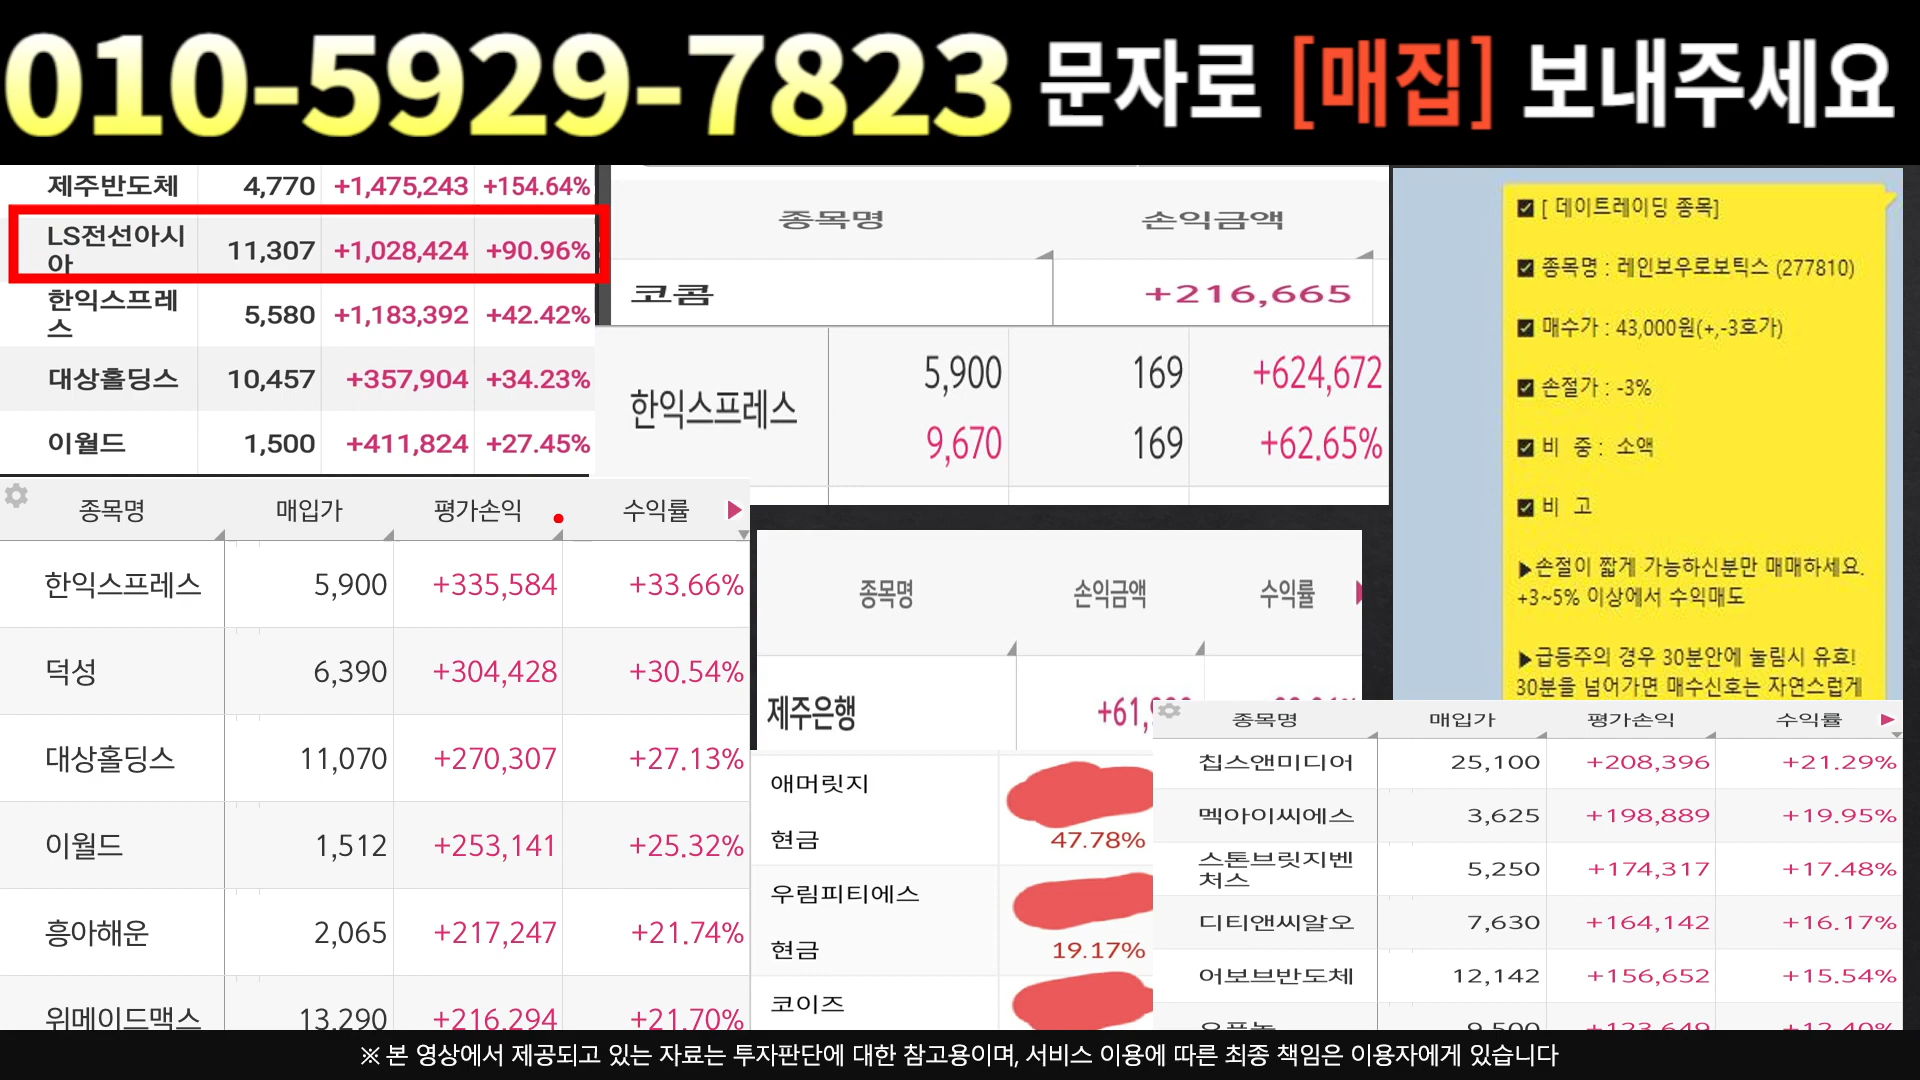 010-5929-7823 문자로 [매집] 보내주세요
제주반도체 4,770 +1,475,243 +154.64%
LS전선아시
아 11,307 +1,028,424 +90.96%
한익스프레
스 5,580 +1,183,392 +42.42%
대상홀딩스 10,457 +357,904 +34.23%
이월드 1,500 +411,824 +27.45%
종목명 손익금액
코콤 +216,665
한익스프레스
5,900 169 +624,672
9,670 169 +62.65%
☑ [ 데이트레이딩 종목]
☑ 종목명 : 레인보우로보틱스 (277810)
☑ 매수가 : 43,000원(+,-3호가)
☑ 손절가 : -3%
☑ 비 중 : 소액
☑ 비 고
▶손절이 짧게 가능하신분만 매매하세요.
+3~5% 이상에서 수익매도
▶급등주의 경우 30분안에 눌림시 유효!
30분을 넘어가면 매수신호는 자연스럽게
종목명 매입가 평가손익 수익률
한익스프레스 5,900 +335,584 +33.66%
덕성 6,390 +304,428 +30.54%
대상홀딩스 11,070 +270,307 +27.13%
이월드 1,512 +253,141 +25.32%
흥아해운 2,065 +217,247 +21.74%
위메이드맥스 13,290 +216,294 +21.70%
종목명 손익금액 수익률
제주은행
애머릿지
현금 47.78%
우림피티에스
현금 19.17%
코이즈
종목명 매입가 평가손익 수익률
칩스앤미디어 25,100 +208,396 +21.29%
멕아이씨에스 3,625 +198,889 +19.95%
스톤브릿지벤
처스 5,250 +174,317 +17.48%
디티앤씨알오 7,630 +164,142 +16.17%
어보브반도체 12,142 +156,652 +15.54%
※ 본 영상에서 제공되고 있는 자료는 투자판단에 대한 참고용이며, 서비스 이용에 따른 최종 책임은 이용자에게 있습니다